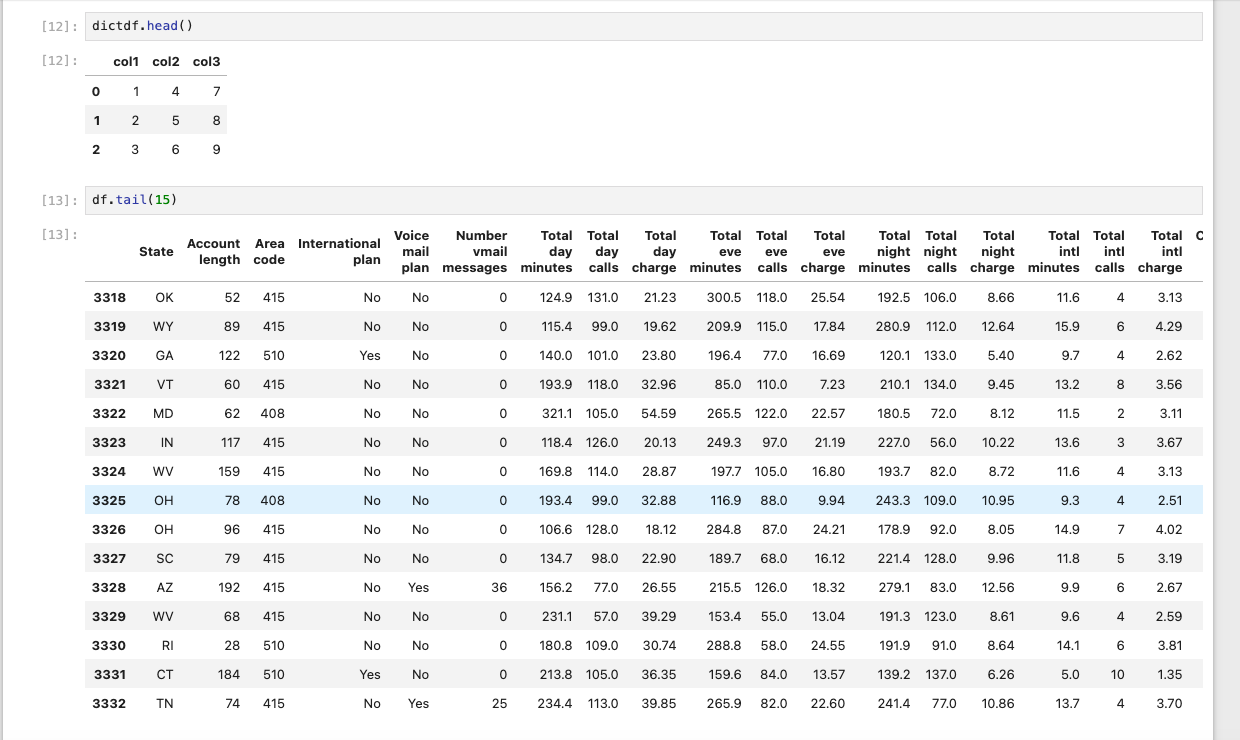 [12]: dictdf.head()
[12]:
col1 col2 col3
0 1 4 7
1 2 5 8
2 3 6 9
[13]: df.tail(15)
[13]:
State Account length Area code International plan Voice mail plan Number vmail messages Total day minutes Total day calls Total day charge Total eve minutes Total eve calls Total eve charge Total night minutes Total night calls Total night charge Total intl minutes Total intl calls Total intl charge C
3318 OK 52 415 No No 0 124.9 131.0 21.23 300.5 118.0 25.54 192.5 106.0 8.66 11.6 4 3.13
3319 WY 89 415 No No 0 115.4 99.0 19.62 209.9 115.0 17.84 280.9 112.0 12.64 15.9 6 4.29
3320 GA 122 510 Yes No 0 140.0 101.0 23.80 196.4 77.0 16.69 120.1 133.0 5.40 9.7 4 2.62
3321 VT 60 415 No No 0 193.9 118.0 32.96 85.0 110.0 7.23 210.1 134.0 9.45 13.2 8 3.56
3322 MD 62 408 No No 0 321.1 105.0 54.59 265.5 122.0 22.57 180.5 72.0 8.12 11.5 2 3.11
3323 IN 117 415 No No 0 118.4 126.0 20.13 249.3 97.0 21.19 227.0 56.0 10.22 13.6 3 3.67
3324 WV 159 415 No No 0 169.8 114.0 28.87 197.7 105.0 16.80 193.7 82.0 8.72 11.6 4 3.13
3325 OH 78 408 No No 0 193.4 99.0 32.88 116.9 88.0 9.94 243.3 109.0 10.95 9.3 4 2.51
3326 OH 96 415 No No 0 106.6 128.0 18.12 284.8 87.0 24.21 178.9 92.0 8.05 14.9 7 4.02
3327 SC 79 415 No No 0 134.7 98.0 22.90 189.7 68.0 16.12 221.4 128.0 9.96 11.8 5 3.19
3328 AZ 192 415 No Yes 36 156.2 77.0 26.55 215.5 126.0 18.32 279.1 83.0 12.56 9.9 6 2.67
3329 WV 68 415 No No 0 231.1 57.0 39.29 153.4 55.0 13.04 191.3 123.0 8.61 9.6 4 2.59
3330 RI 28 510 No No 0 180.8 109.0 30.74 288.8 58.0 24.55 191.9 91.0 8.64 14.1 6 3.81
3331 CT 184 510 Yes No 0 213.8 105.0 36.35 159.6 84.0 13.57 139.2 137.0 6.26 5.0 10 1.35
3332 TN 74 415 No Yes 25 234.4 113.0 39.85 265.9 82.0 22.60 241.4 77.0 10.86 13.7 4 3.70